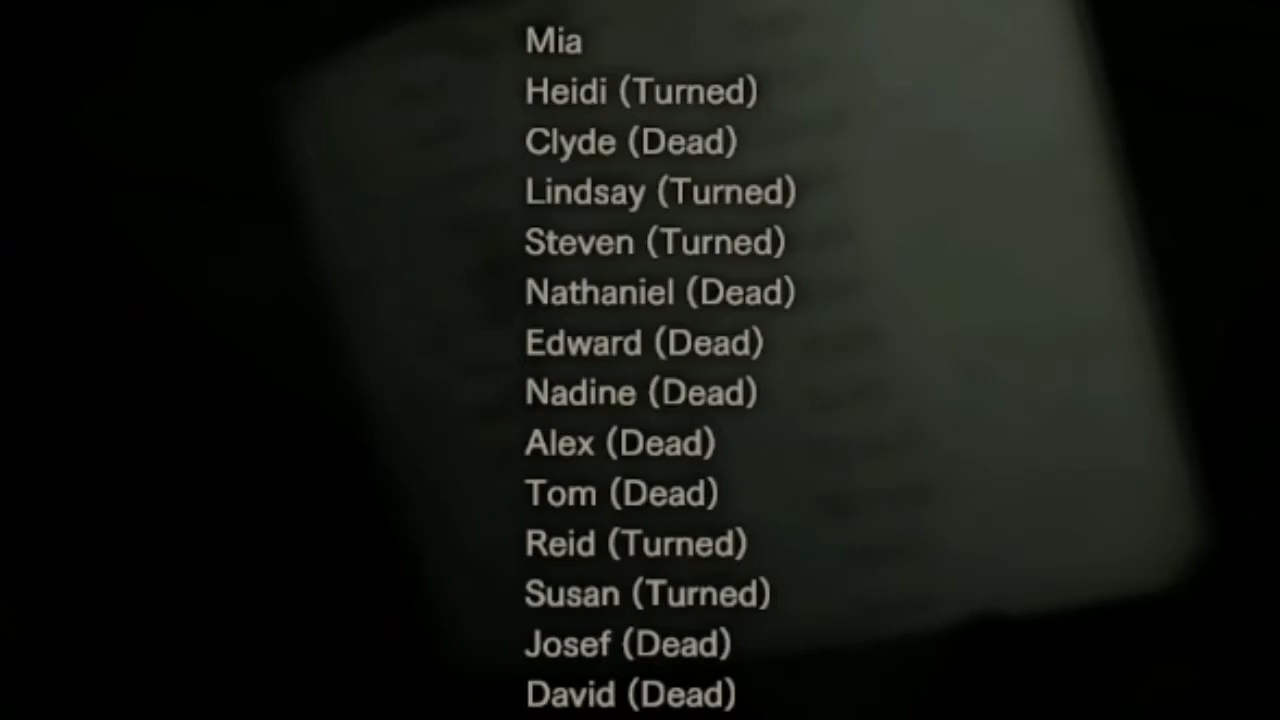 Mia
Heidi (Turned)
Clyde (Dead)
Lindsay (Turned)
Steven (Turned)
Nathaniel (Dead)
Edward (Dead)
Nadine (Dead)
Alex (Dead)
Tom (Dead)
Reid (Turned)
Susan (Turned)
Josef (Dead)
David (Dead)